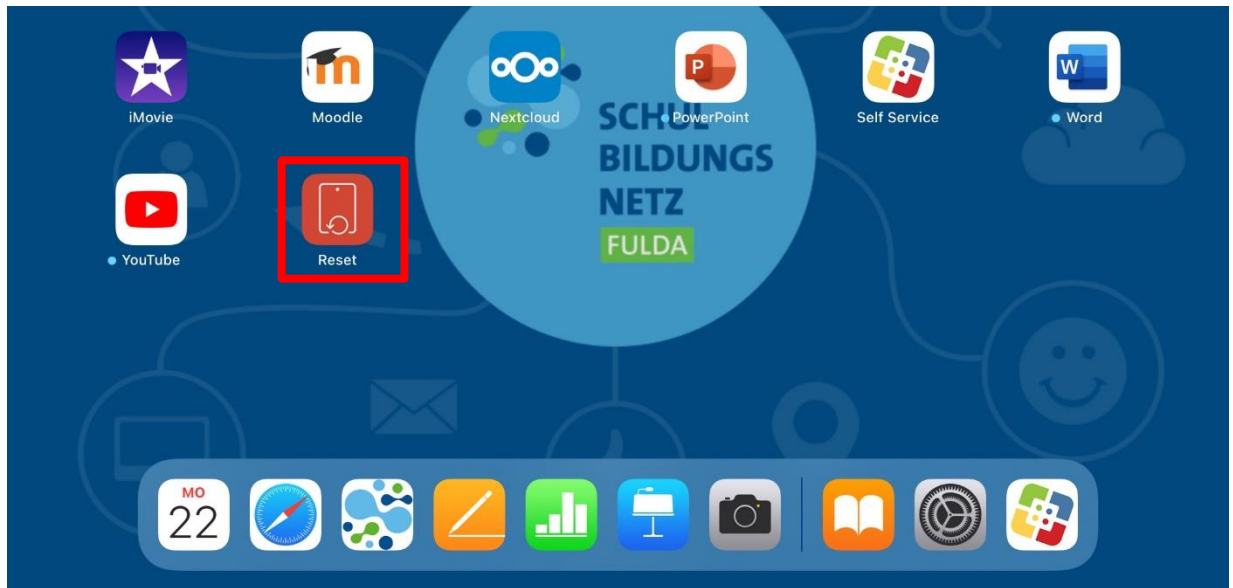 iMovie
Moodle
Nextcloud
PowerPoint
Self Service
Word
W
P
m
SCHUL
BILDUNGS
NETZ
FULDA
YouTube
Reset
MO
22